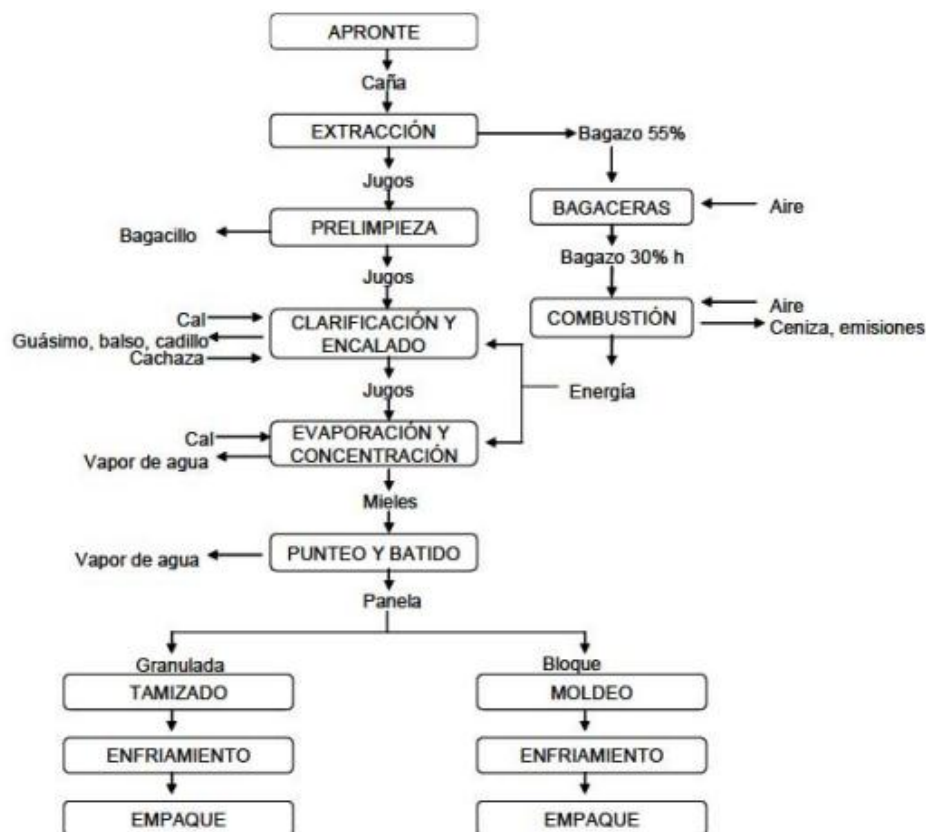 APRONTE
Caña
EXTRACCIÓN
Bagazo 55%
Jugos
BAGACERAS
Aire
Bagacillo
PRELIMPIEZA
Bagazo 30% h
Jugos
Cal
CLARIFICACIÓN Y
ENCALADO
COMBUSTIÓN
Aire
Ceniza, emisiones
Guásimo, balso, cadillo
Cachaza
Jugos
Energía
Cal
EVAPORACIÓN Y
CONCENTRACIÓN
Vapor de agua
Mieles
Vapor de agua
PUNTEO Y BATIDO
Panela
Granulada
Bloque
TAMIZADO
MOLDEO
ENFRIAMIENTO
ENFRIAMIENTO
EMPAQUE
EMPAQUE